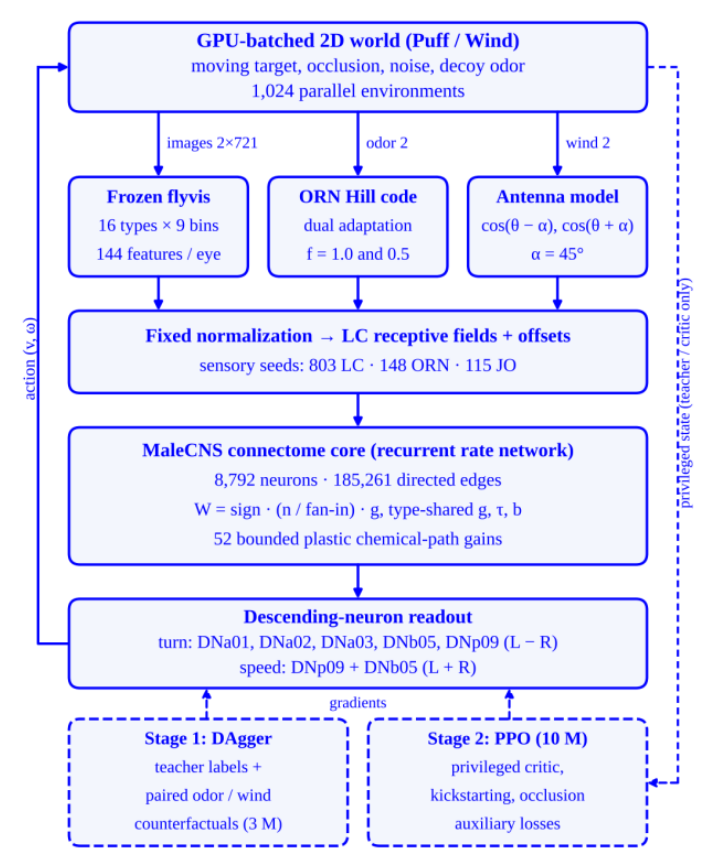 GPU-batched 2D world (Puff / Wind)
moving target, occlusion, noise, decoy odor
1,024 parallel environments
images 2×721
odor 2
wind 2
Frozen flyvis
16 types × 9 bins
144 features / eye
ORN Hill code
dual adaptation
f = 1.0 and 0.5
Antenna model
cos(θ − α), cos(θ + α)
α = 45°
Fixed normalization → LC receptive fields + offsets
sensory seeds: 803 LC · 148 ORN · 115 JO
MaleCNS connectome core (recurrent rate network)
8,792 neurons · 185,261 directed edges
W = sign · (n / fan-in) · g, type-shared g, τ, b
52 bounded plastic chemical-path gains
Descending-neuron readout
turn: DNa01, DNa02, DNa03, DNb05, DNp09 (L − R)
speed: DNp09 + DNb05 (L + R)
action (v, ω)
privileged state (teacher / critic only)
gradients
Stage 1: DAgger
teacher labels +
paired odor / wind
counterfactuals (3 M)
Stage 2: PPO (10 M)
privileged critic,
kickstarting, occlusion
auxiliary losses